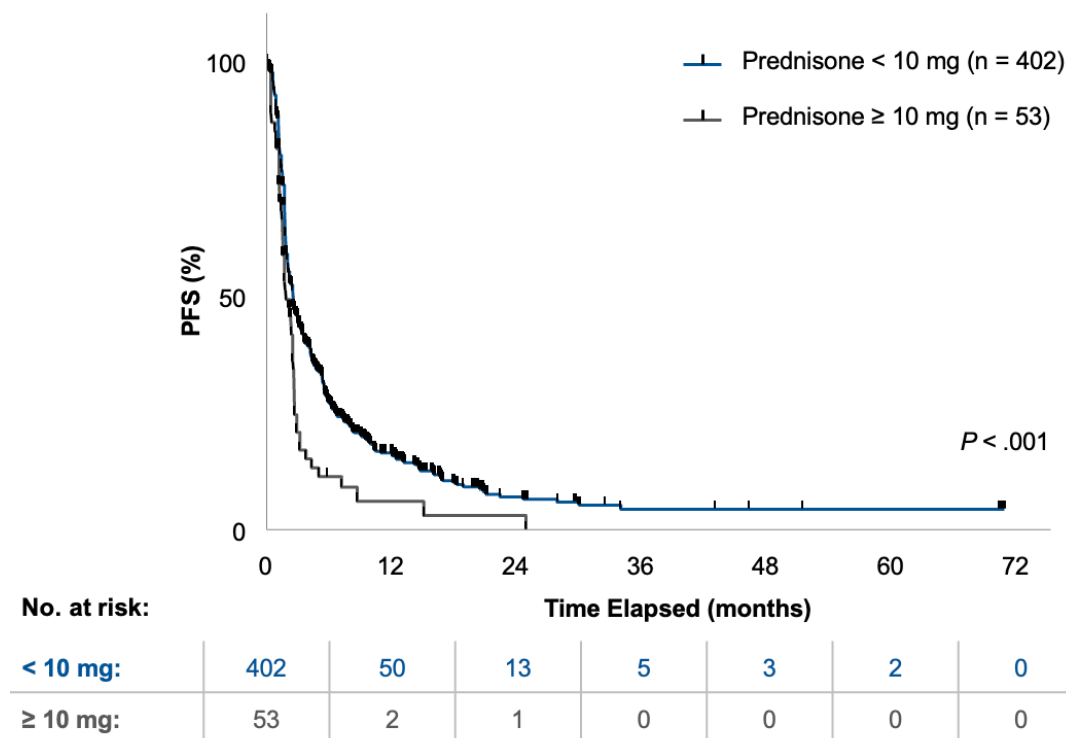 100
50
0
PFS (%)
Prednisone < 10 mg (n = 402)
Prednisone ≥ 10 mg (n = 53)
P < .001
0 12 24 36 48 60 72
No. at risk:
Time Elapsed (months)
< 10 mg: 402 50 13 5 3 2 0
≥ 10 mg: 53 2 1 0 0 0 0